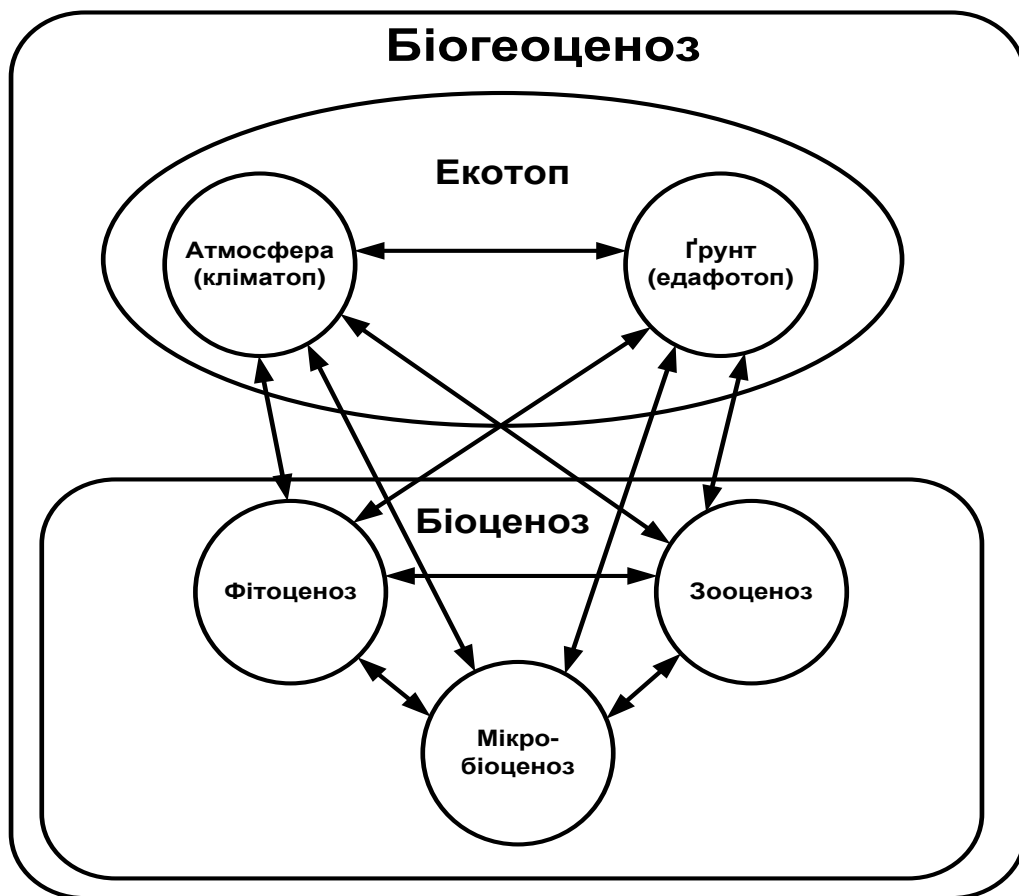 Біогеоценоз
Екотоп
Атмосфера
(кліматоп)
Ґрунт
(едафотоп)
Біоценоз
Фітоценоз
Зооценоз
Мікро-
біоценоз